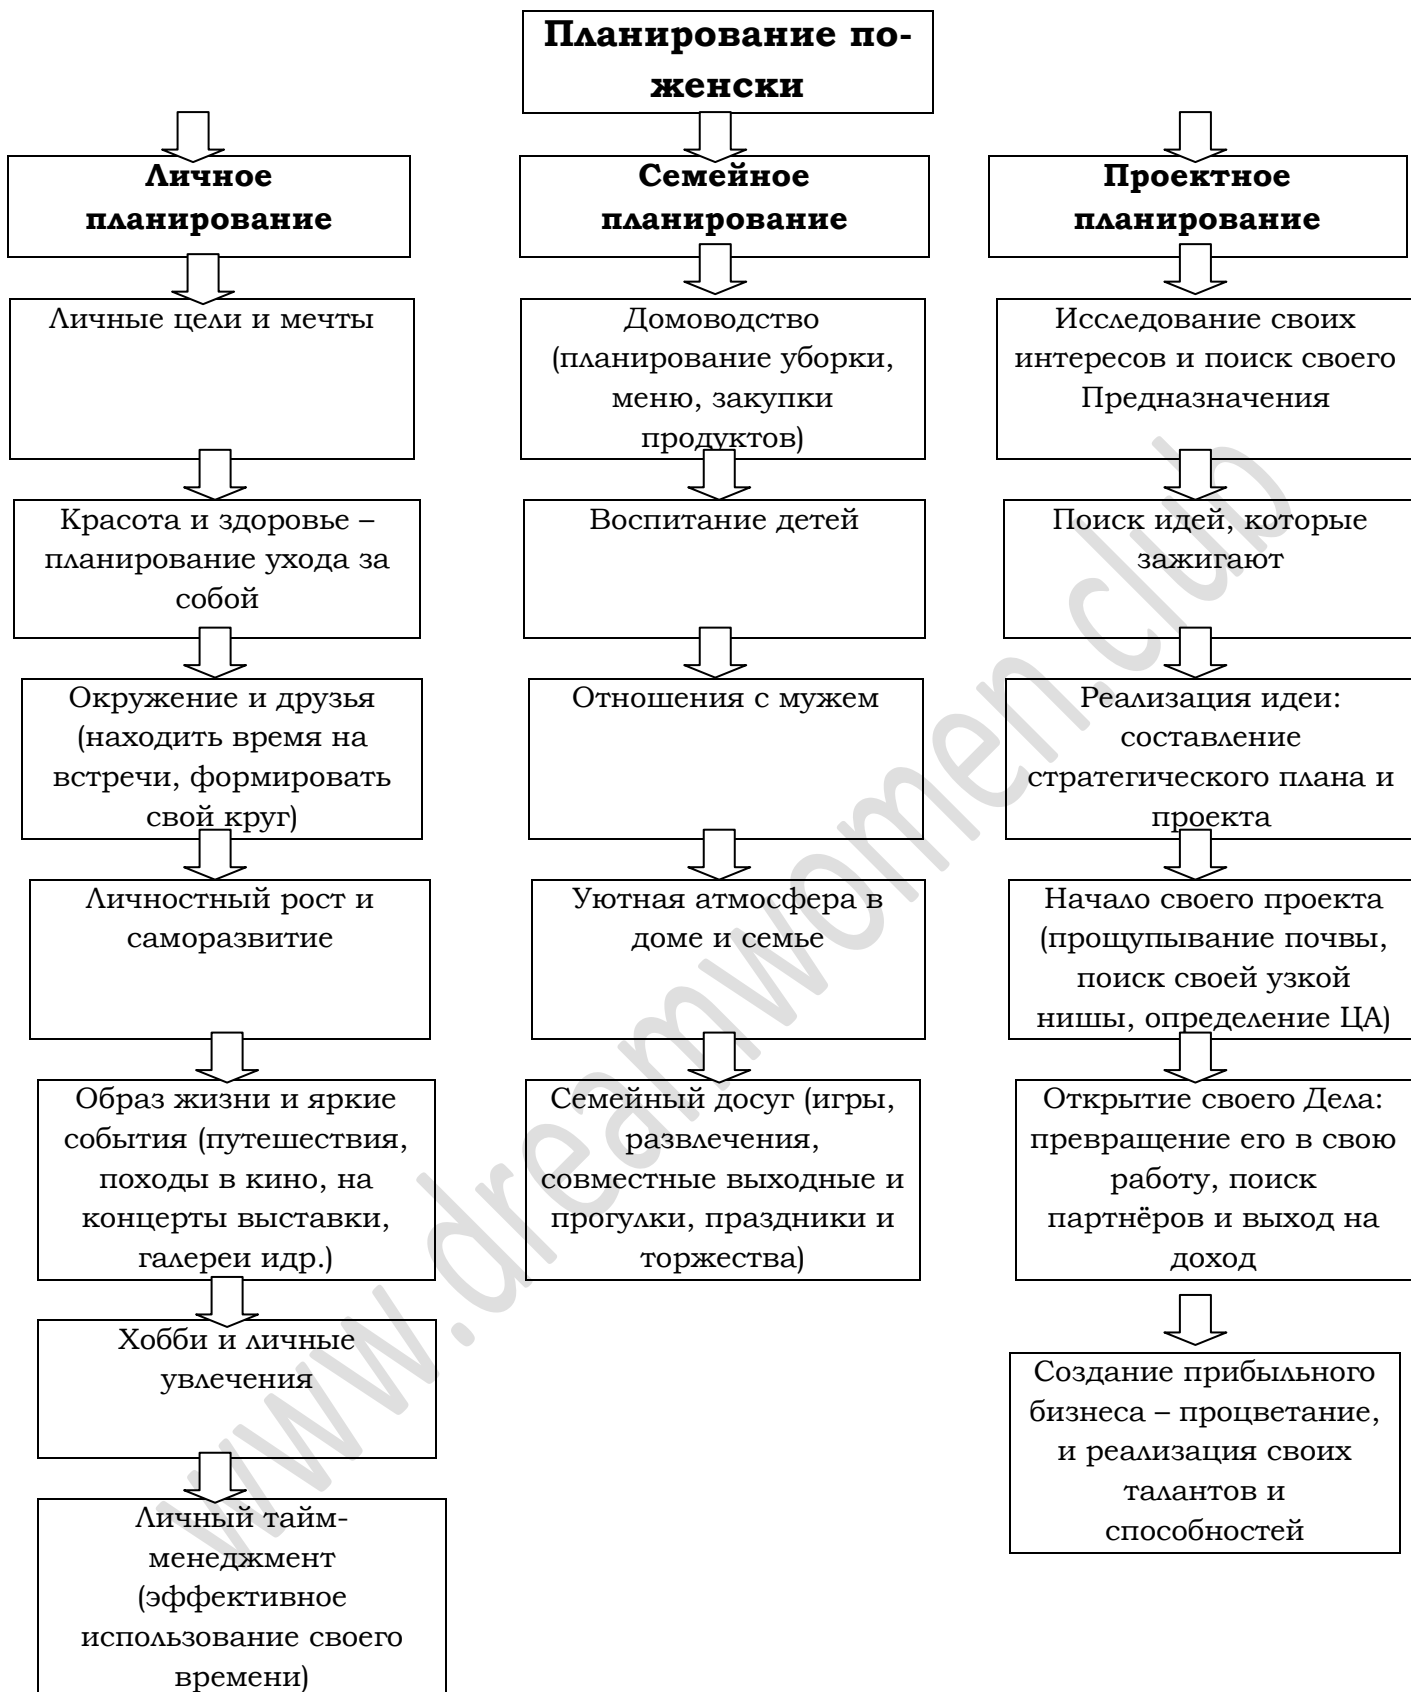 Планирование по-
женски
Личное
планирование
Личные цели и мечты
Красота и здоровье –
планирование ухода за
собой
Окружение и друзья
(находить время на
встречи, формировать
свой круг)
Личностный рост и
саморазвитие
Образ жизни и яркие
события (путешествия,
походы в кино, на
концерты выставки,
галереи идр.)
Хобби и личные
увлечения
Личный тайм-
менеджмент
(эффективное
использование своего
времени)
Семейное
планирование
Домоводство
(планирование уборки,
меню, закупки
продуктов)
Воспитание детей
Отношения с мужем
Уютная атмосфера в
доме и семье
Семейный досуг (игры,
развлечения,
совместные выходные и
прогулки, праздники и
торжества)
Проектное
планирование
Исследование своих
интересов и поиск своего
Предназначения
Поиск идей, которые
зажигают
Реализация идеи:
составление
стратегического плана и
проекта
Начало своего проекта
(прощупывание почвы,
поиск своей узкой
нишы, определение ЦА)
Открытие своего Дела:
превращение его в свою
работу, поиск
партнёров и выход на
доход
Создание прибыльного
бизнеса – процветание,
и реализация своих
талантов и
способностей
www.dreamwomen.club